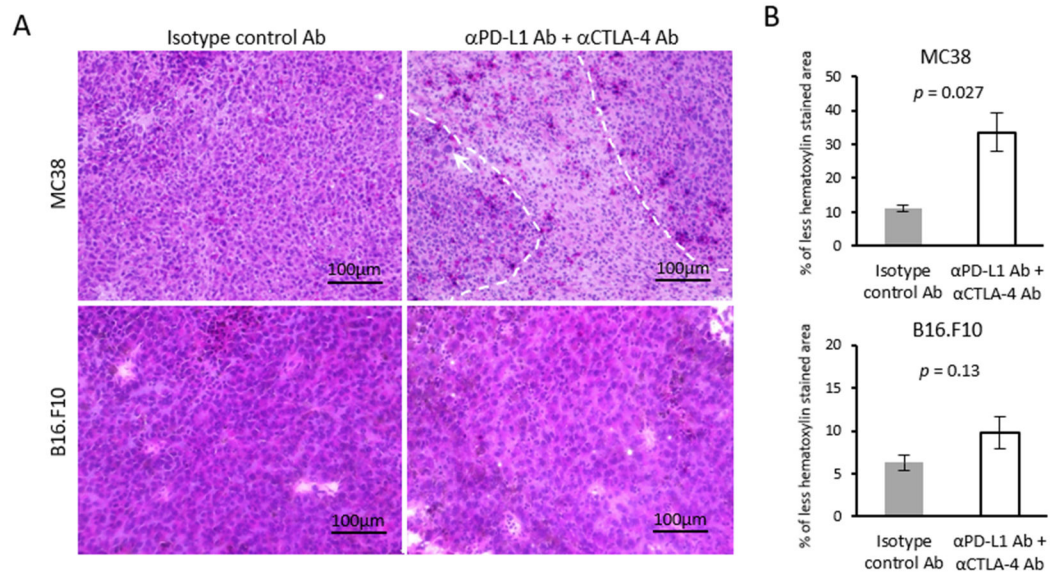 A
Isotype control Ab
αPD-L1 Ab + αCTLA-4 Ab
MC38
100μm
100μm
B16.F10
100μm
100μm
B
MC38
% of less hematoxylin stained area
50
40
30
20
10
0
p = 0.027
Isotype
control Ab
αPD-L1 Ab +
αCTLA-4 Ab
B16.F10
% of less hematoxylin stained area
20
15
10
5
0
p = 0.13
Isotype
control Ab
αPD-L1 Ab +
αCTLA-4 Ab